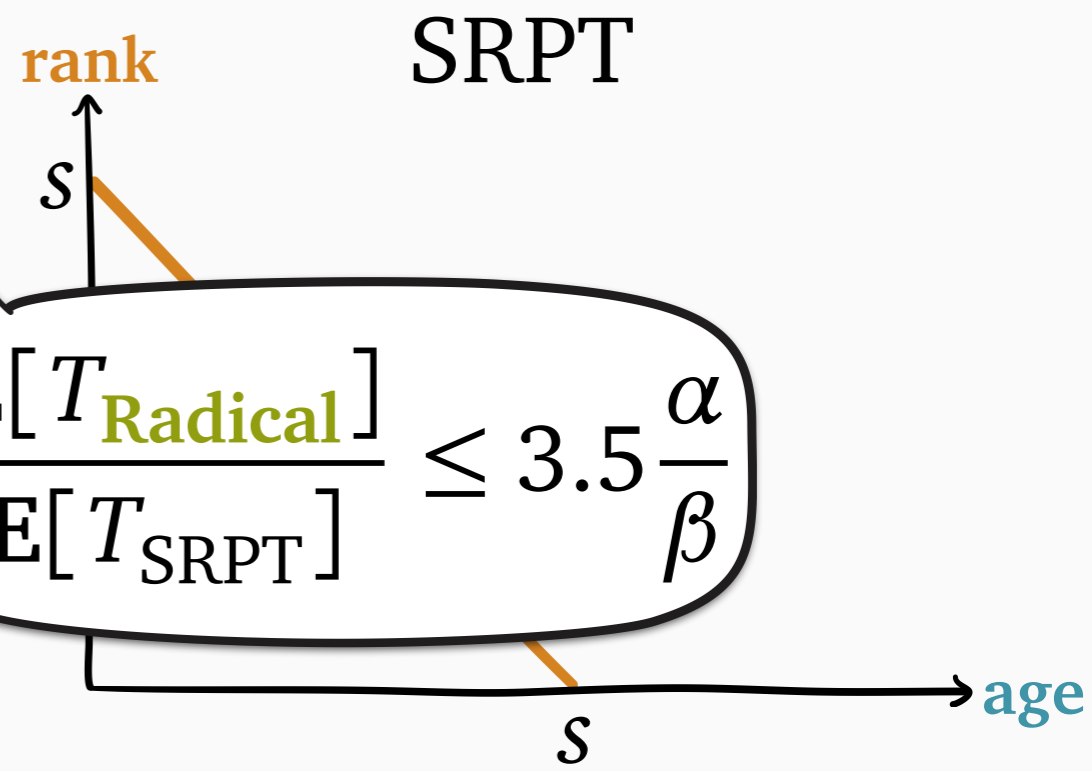 SRPT
rank
s
E[T_Radical] / E[T_SRPT] ≤ 3.5 α/β
age
s